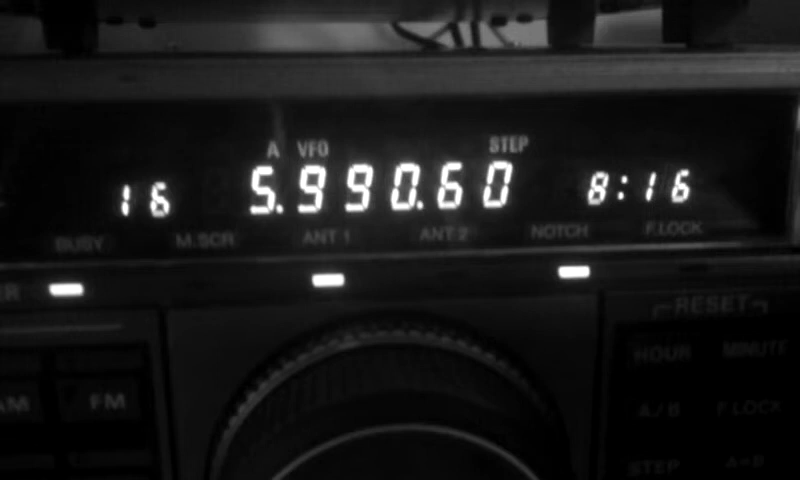 A VFO STEP
16 5.990.60 8:16
BUSY M.SCR ANT 1 ANT 2 NOTCH F.LOCK
RESET
HOUR MINUTE
AM FM A/B F.LOCK
STEP A=B